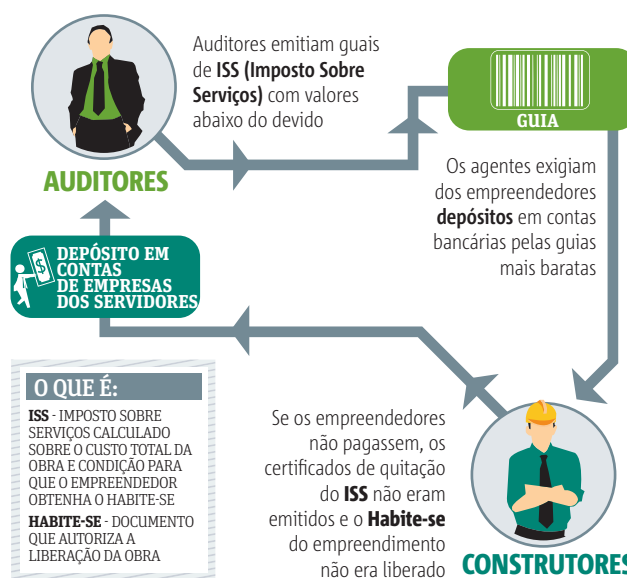 Auditores emitiam guais
de ISS (Imposto Sobre
Serviços) com valores
abaixo do devido
GUIA
AUDITORES
Os agentes exigiam
dos empreendedores
depósitos em contas
bancárias pelas guias
mais baratas
DEPÓSITO EM
CONTAS
DE EMPRESAS
DOS SERVIDORES
O QUE É:
ISS - IMPOSTO SOBRE
SERVIÇOS CALCULADO
SOBRE O CUSTO TOTAL DA
OBRA E CONDIÇÃO PARA
QUE O EMPREENDEDOR
OBTENHA O HABITE-SE
HABITE-SE - DOCUMENTO
QUE AUTORIZA A
LIBERAÇÃO DA OBRA
Se os empreendedores
não pagassem, os
certificados de quitação
do ISS não eram
emitidos e o Habite-se
do empreendimento
não era liberado
CONSTRUTORES